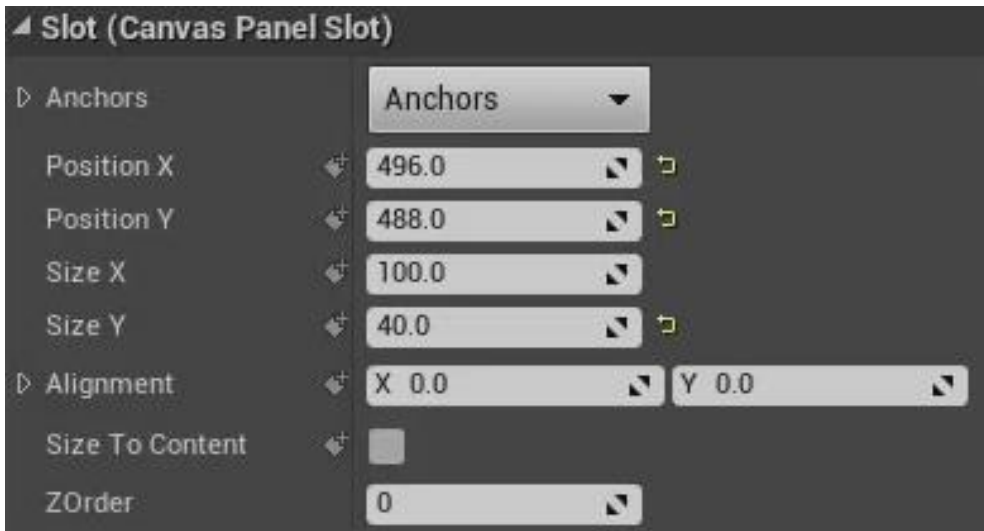 Slot (Canvas Panel Slot)
Anchors Anchors
Position X 496.0
Position Y 488.0
Size X 100.0
Size Y 40.0
Alignment X 0.0 Y 0.0
Size To Content
ZOrder 0